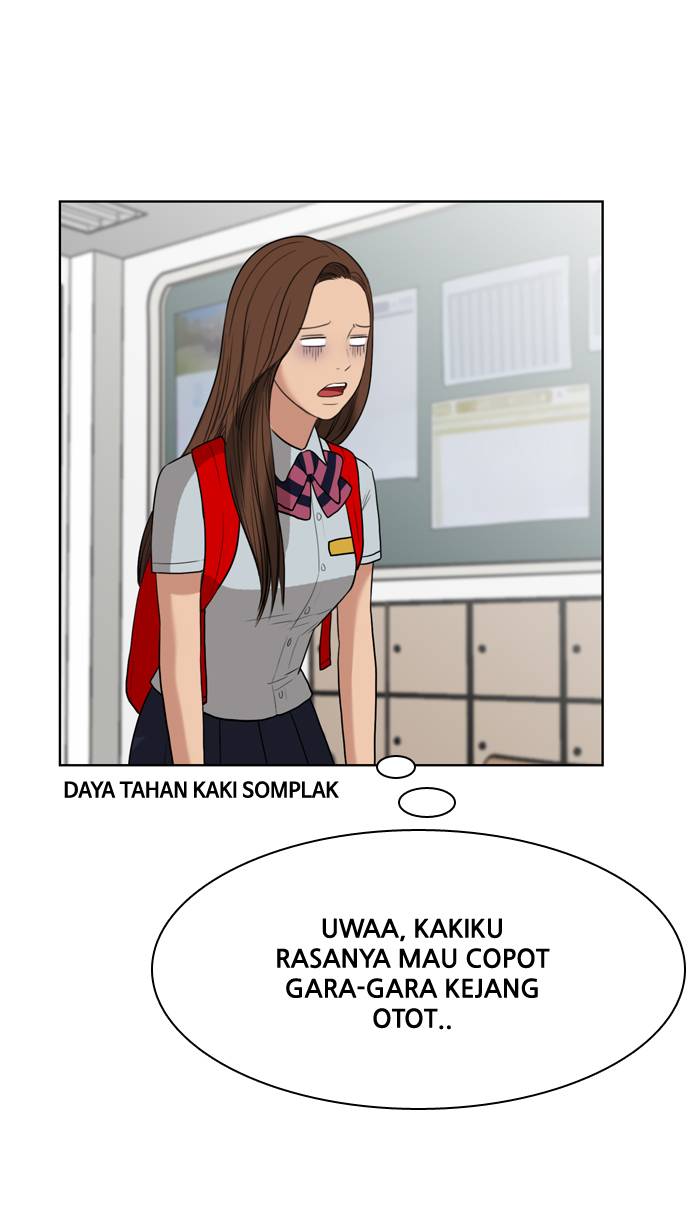 DAYA TAHAN KAKI SOMPLAK
UWAA, KAKIKU
RASANYA MAU COPOT
GARA-GARA KEJANG
OTOT..